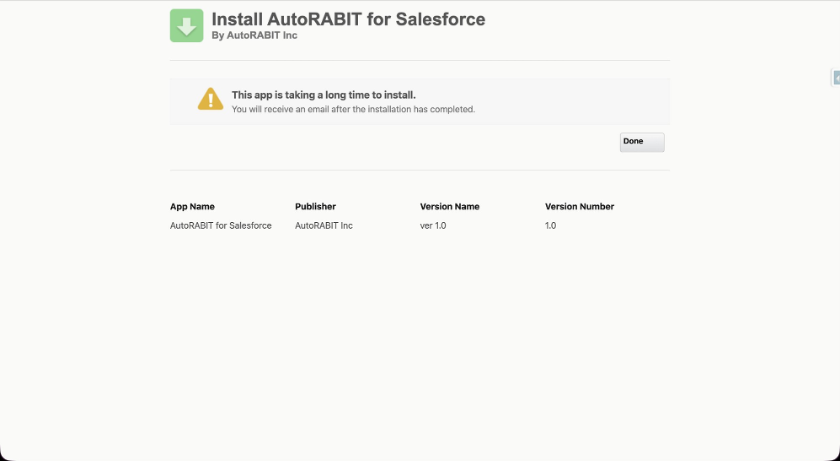 Install AutoRABIT for Salesforce
By AutoRABIT Inc
This app is taking a long time to install.
You will receive an email after the installation has completed.
Done
App Name Publisher Version Name Version Number
AutoRABIT for Salesforce AutoRABIT Inc ver 1.0 1.0